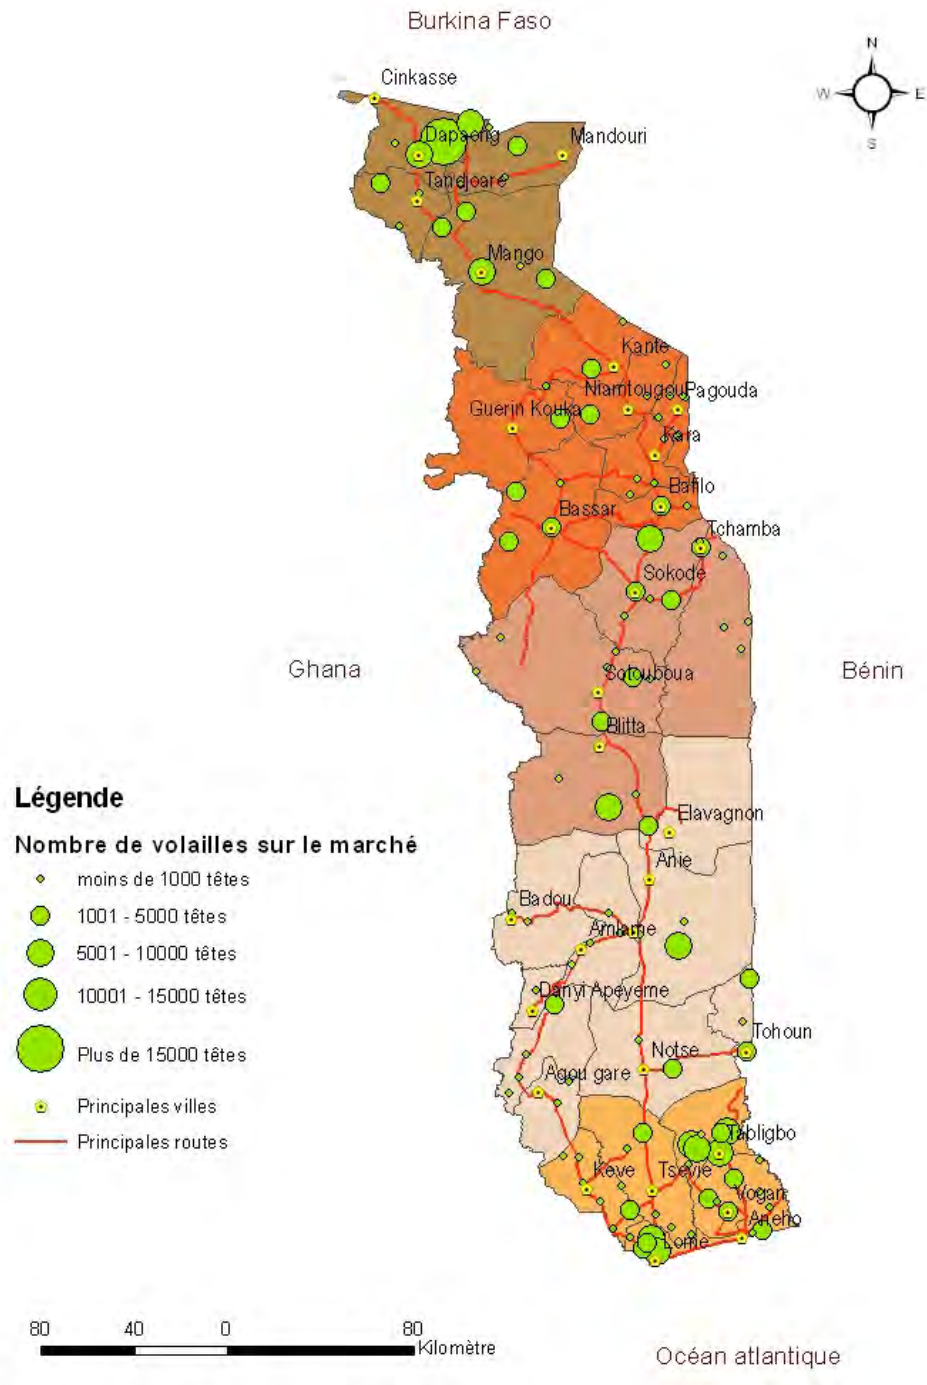 Burkina Faso
N
W
E
S
Cinkasse
Dapaong
Mandouri
Tandjoare
Mango
Kante
Niamtougou
Pagouda
Guerin Kouka
Kara
Bafilo
Bassar
Tchamba
Sokode
Ghana
Bénin
Sotouboua
Blitta
Légende
Nombre de volailles sur le marché
moins de 1000 têtes
1001 - 5000 têtes
5001 - 10000 têtes
10001 - 15000 têtes
Plus de 15000 têtes
Principales villes
Principales routes
Elavagnon
Anie
Badou
Amlame
Danyi Apeyeme
Tohoun
Notse
Agou gare
Tabligbo
Keve
Tsevie
Vogan
Aneho
Lome
80 40 0 80
Kilomètre
Océan atlantique